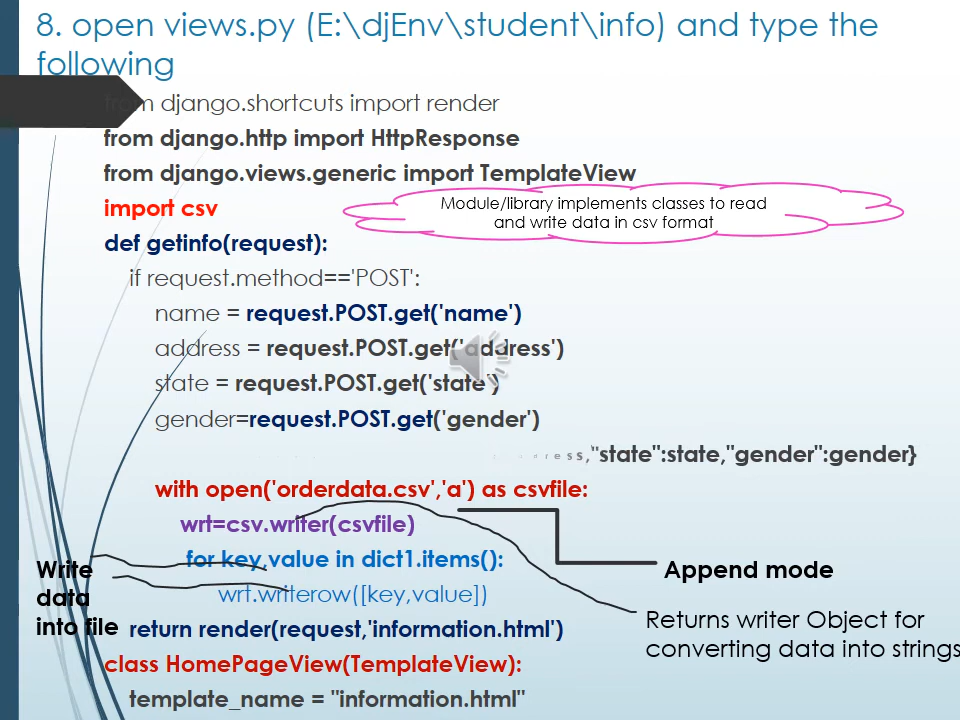 8. open views.py (E:\djEnv\student\info) and type the
following
from django.shortcuts import render
from django.http import HttpResponse
from django.views.generic import TemplateView
import csv
Module/library implements classes to read
and write data in csv format
def getinfo(request):
if request.method=='POST':
name = request.POST.get('name')
address = request.POST.get('address')
state = request.POST.get('state')
gender=request.POST.get('gender')
"state":state,"gender":gender}
with open('orderdata.csv','a') as csvfile:
wrt=csv.writer(csvfile)
for key,value in dict1.items():
wrt.writerow([key,value])
Write
data
into file
Append mode
Returns writer Object for
converting data into strings
return render(request,'information.html')
class HomePageView(TemplateView):
template_name = "information.html"